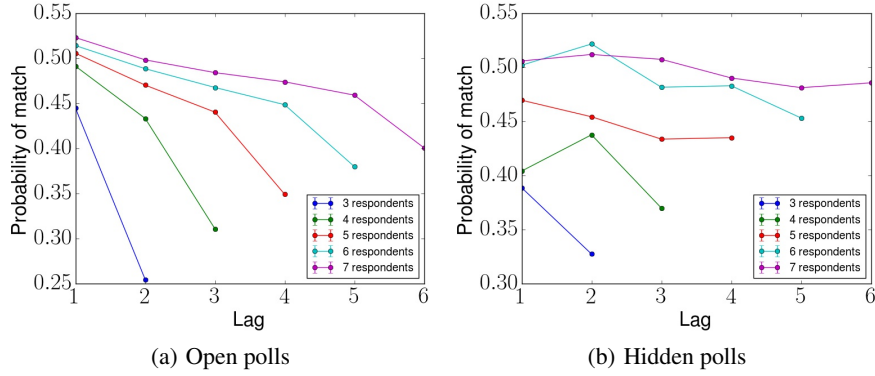 0.55
0.50
0.45
0.40
0.35
0.30
0.25
Probability of match
3 respondents
4 respondents
5 respondents
6 respondents
7 respondents
1 2 3 4 5 6
Lag
(a) Open polls
0.55
0.50
0.45
0.40
0.35
0.30
Probability of match
3 respondents
4 respondents
5 respondents
6 respondents
7 respondents
1 2 3 4 5 6
Lag
(b) Hidden polls